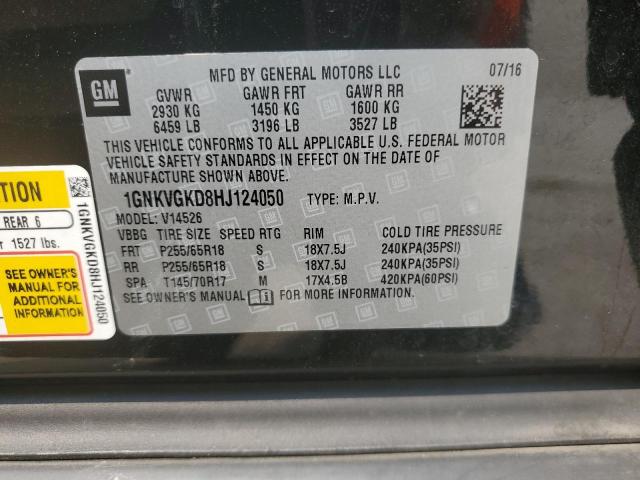 GM
MFD BY GENERAL MOTORS LLC 07/16
GVWR GAWR FRT GAWR RR
2930 KG 1450 KG 1600 KG
6459 LB 3196 LB 3527 LB
THIS VEHICLE CONFORMS TO ALL APPLICABLE U.S. FEDERAL MOTOR
VEHICLE SAFETY STANDARDS IN EFFECT ON THE DATE OF
MANUFACTURE SHOWN ABOVE.
1GNKVGKD8HJ124050 TYPE: M.P.V.
MODEL: V14526
VBBG TIRE SIZE SPEED RTG RIM COLD TIRE PRESSURE
FRT P255/65R18 S 18X7.5J 240KPA(35PSI)
RR P255/65R18 S 18X7.5J 240KPA(35PSI)
SPA T145/70R17 M 17X4.5B 420KPA(60PSI)
SEE OWNER'S MANUAL FOR MORE INFORMATION.
TION
REAR 6
1527 lbs.
SEE OWNER'S
MANUAL FOR
ADDITIONAL
INFORMATION
1GNKVGKD8HJ124050